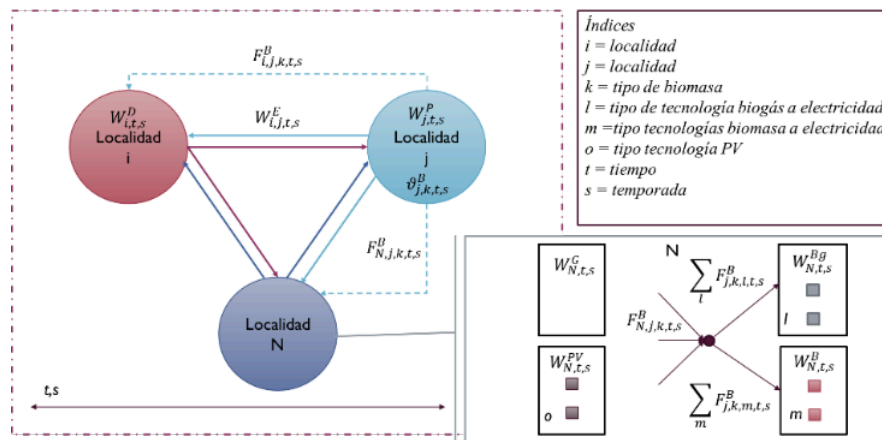 F^B_{i,j,k,t,s}
W^D_{i,t,s}
Localidad
i
W^E_{i,j,t,s}
W^P_{j,t,s}
Localidad
j
ϑ^B_{j,k,t,s}
F^B_{N,j,k,t,s}
Localidad
N
t,s
Índices
i = localidad
j = localidad
k = tipo de biomasa
l = tipo de tecnología biogás a electricidad
m =tipo tecnologías biomasa a electricidad
o = tipo tecnología PV
t = tiempo
s = temporada
W^G_{N,t,s}
N
∑_l F^B_{j,k,l,t,s}
W^{Bg}_{N,t,s}
l
F^B_{N,j,k,t,s}
W^{PV}_{N,t,s}
o
∑_m F^B_{j,k,m,t,s}
W^B_{N,t,s}
m